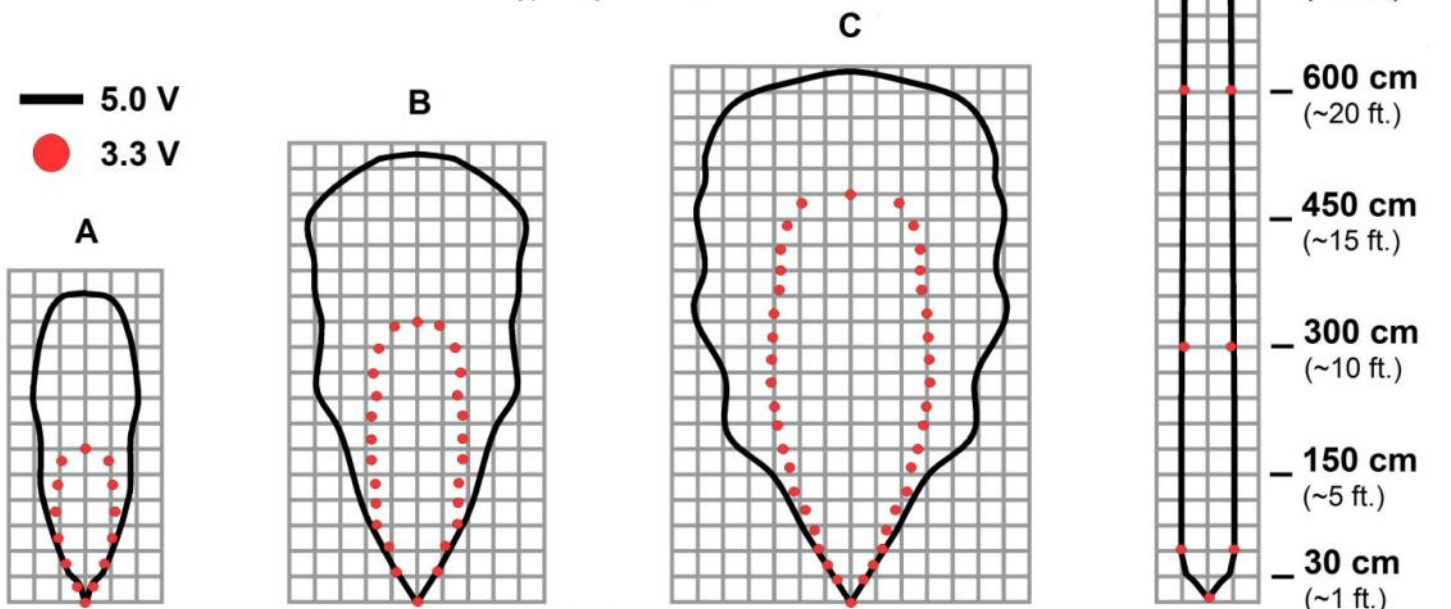 C
5.0 V
3.3 V
B
A
600 cm
(~20 ft.)
450 cm
(~15 ft.)
300 cm
(~10 ft.)
150 cm
(~5 ft.)
30 cm
(~1 ft.)